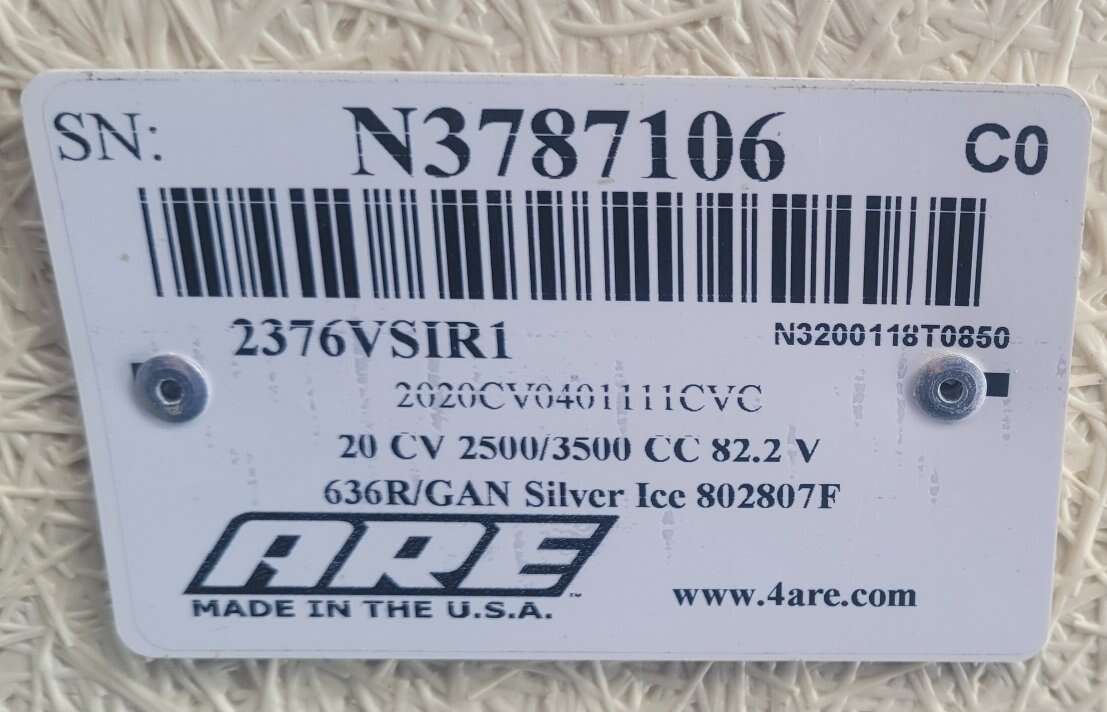 SN: N3787106 C0
2376VSIR1 N3200118T0850
2020CV0401111CVC
20 CV 2500/3500 CC 82.2 V
636R/GAN Silver Ice 802807F
ARE™
MADE IN THE U.S.A. www.4are.com